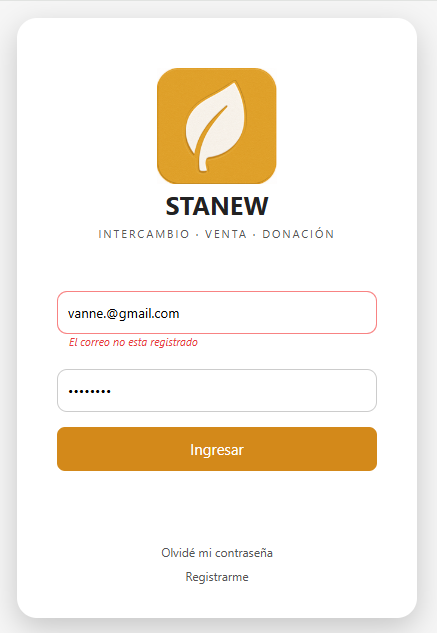 STANEW
INTERCAMBIO · VENTA · DONACIÓN
vanne.@gmail.com
El correo no esta registrado
••••••••
Ingresar
Olvidé mi contraseña
Registrarme